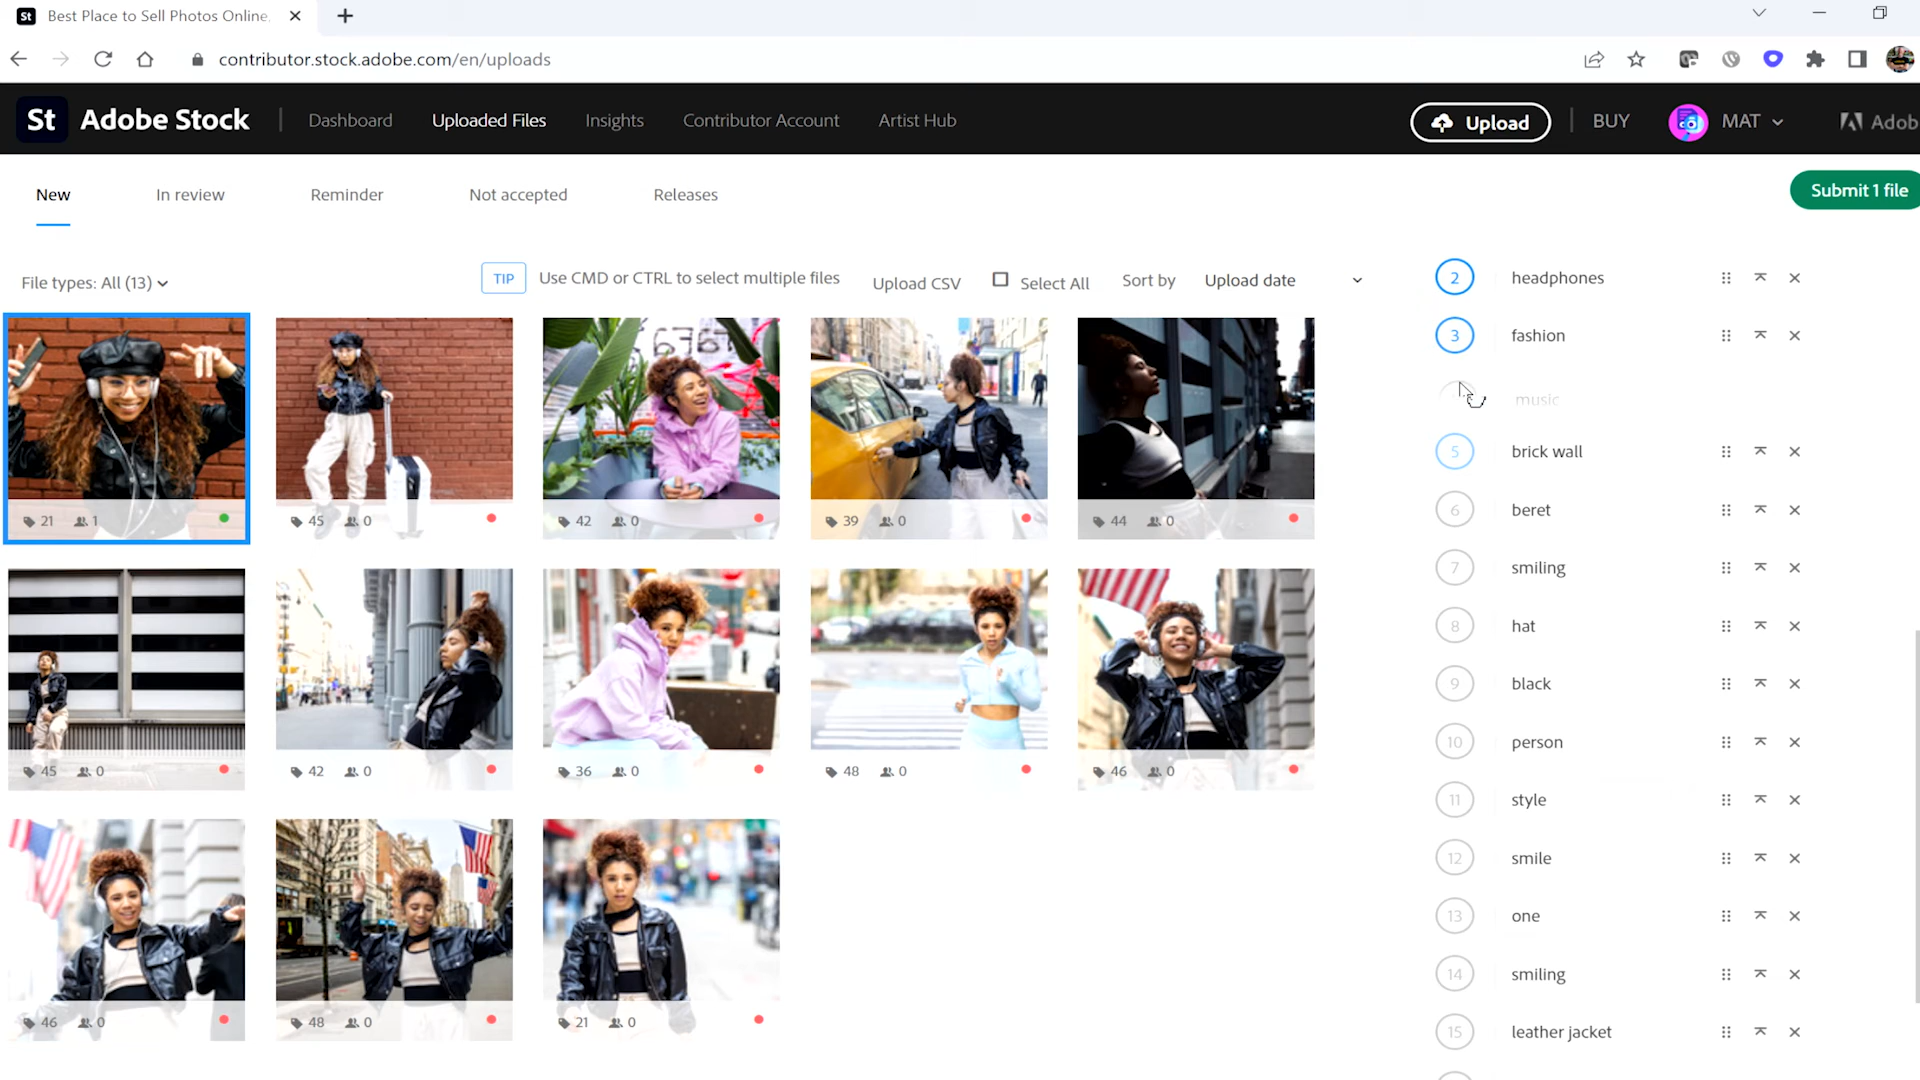 St Best Place to Sell Photos Online.
contributor.stock.adobe.com/en/uploads
St Adobe Stock Dashboard Uploaded Files Insights Contributor Account Artist Hub Upload BUY MAT Adob
New In review Reminder Not accepted Releases Submit 1 file
File types: All (13) TIP Use CMD or CTRL to select multiple files Upload CSV Select All Sort by Upload date
21 1 45 0 42 0 39 0 44 0
45 0 42 0 36 0 48 0 46 0
46 0 48 0 21 0
2 headphones
3 fashion
music
5 brick wall
6 beret
7 smiling
8 hat
9 black
10 person
11 style
12 smile
13 one
14 smiling
15 leather jacket